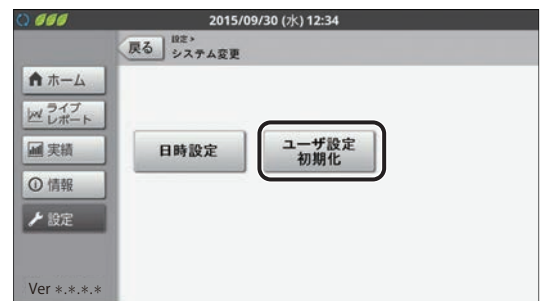 2015/09/30 (水) 12:34
戻る
設定>
システム変更
ホーム
ライブ
レポート
実績
情報
設定
日時設定
ユーザ設定
初期化
Ver *.*.*.*